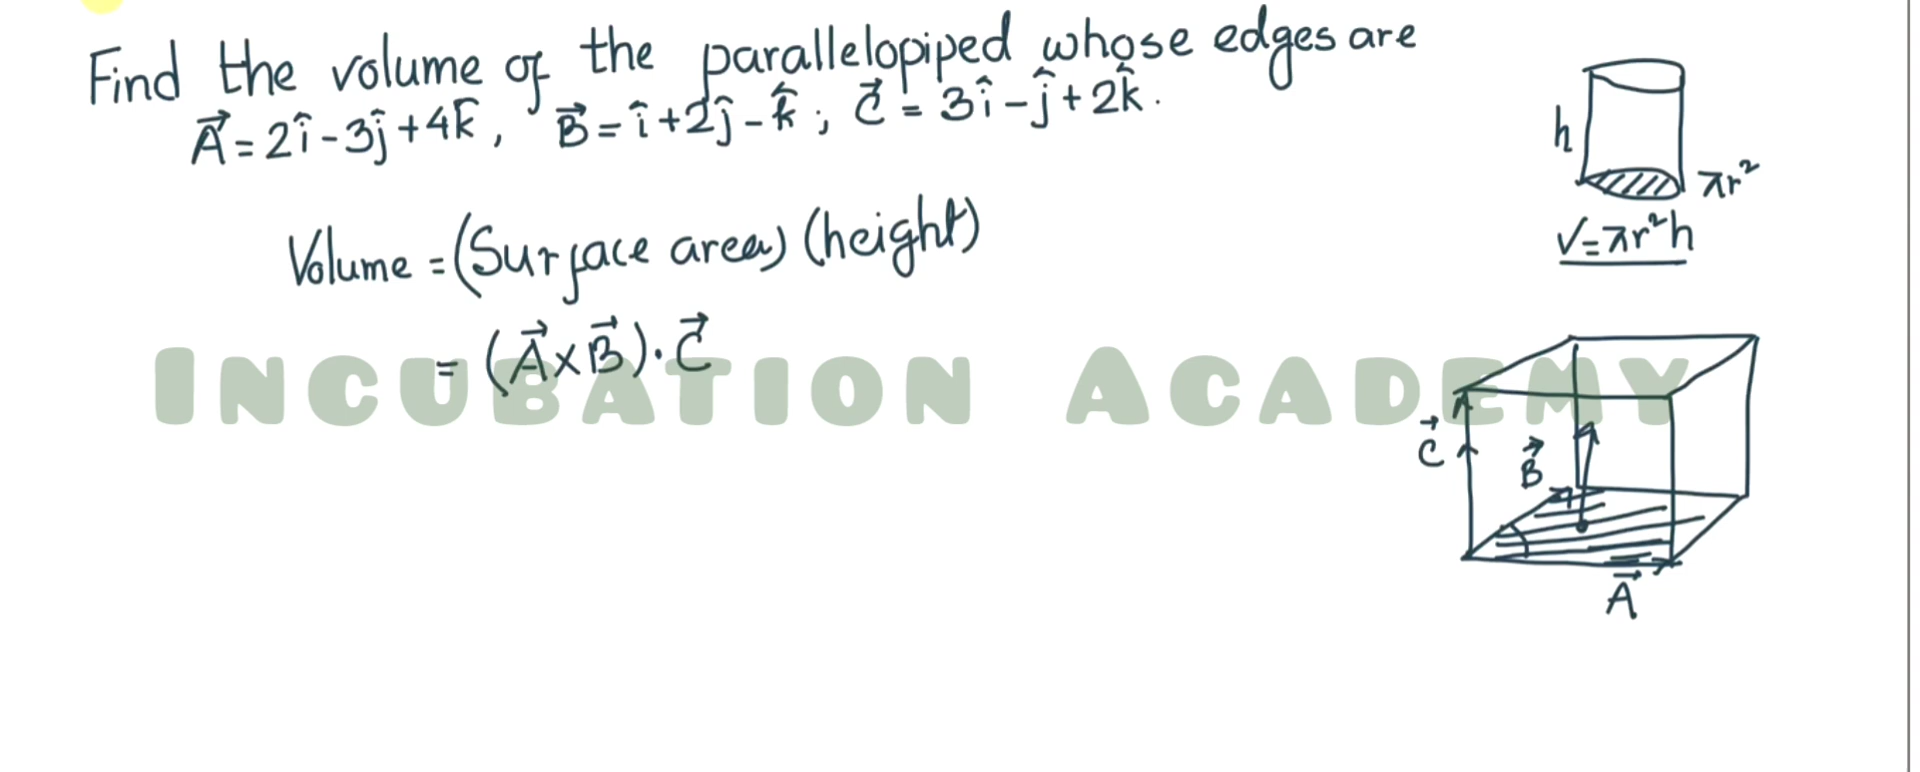 Find the volume of the parallelopiped whose edges are
A⃗ = 2î - 3ĵ + 4k̂, B⃗ = î + 2ĵ - k̂ ; C⃗ = 3î - ĵ + 2k̂.
Volume = (Surface area) (height)
= (A⃗ × B⃗) · C⃗
INCUBATION ACADEMY
h
πr²
V = πr²h
C⃗
B⃗
A⃗